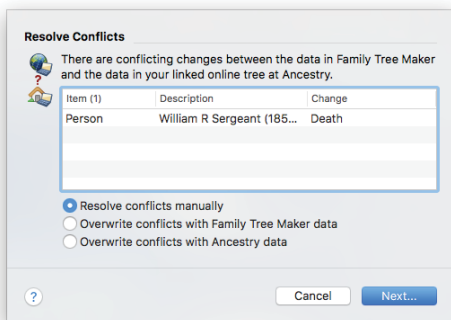 Resolve Conflicts
There are conflicting changes between the data in Family Tree Maker
and the data in your linked online tree at Ancestry.
?
Item (1) Description Change
Person William R Sergeant (185... Death
Resolve conflicts manually
Overwrite conflicts with Family Tree Maker data
Overwrite conflicts with Ancestry data
? Cancel Next...